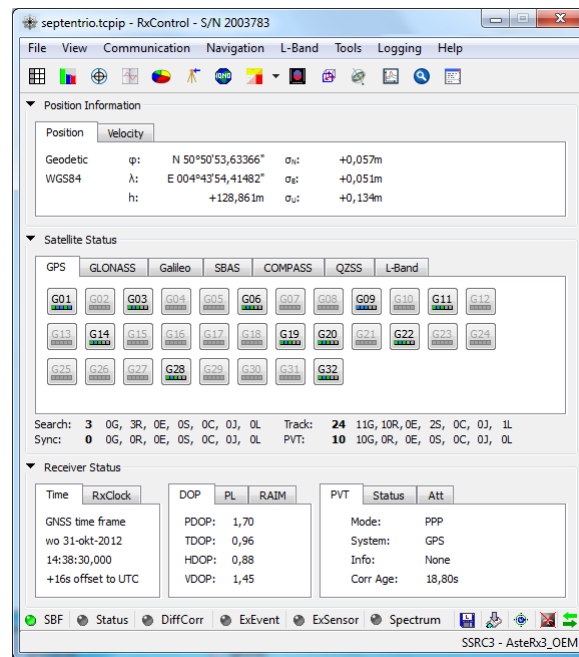 septentrio.tcpip - RxControl - S/N 2003783
File View Communication Navigation L-Band Tools Logging Help
Position Information
Position Velocity
Geodetic φ: N 50°50'53,63366" σN: +0,057m
WGS84 λ: E 004°43'54,41482" σE: +0,051m
h: +128,861m σU: +0,134m
Satellite Status
GPS GLONASS Galileo SBAS COMPASS QZSS L-Band
G01 G02 G03 G04 G05 G06 G07 G08 G09 G10 G11 G12
G13 G14 G15 G16 G17 G18 G19 G20 G21 G22 G23 G24
G25 G26 G27 G28 G29 G30 G31 G32
Search: 3 0G, 3R, 0E, 0S, 0C, 0J, 0L Track: 24 11G, 10R, 0E, 2S, 0C, 0J, 1L
Sync: 0 0G, 0R, 0E, 0S, 0C, 0J, 0L PVT: 10 10G, 0R, 0E, 0S, 0C, 0J, 0L
Receiver Status
Time RxClock DOP PL RAIM PVT Status Att
GNSS time frame PDOP: 1,70 Mode: PPP
wo 31-okt-2012 TDOP: 0,96 System: GPS
14:38:30,000 HDOP: 0,88 Info: None
+16s offset to UTC VDOP: 1,45 Corr Age: 18,80s
SBF Status DiffCorr ExEvent ExSensor Spectrum
SSRC3 - AsteRx3_OEM